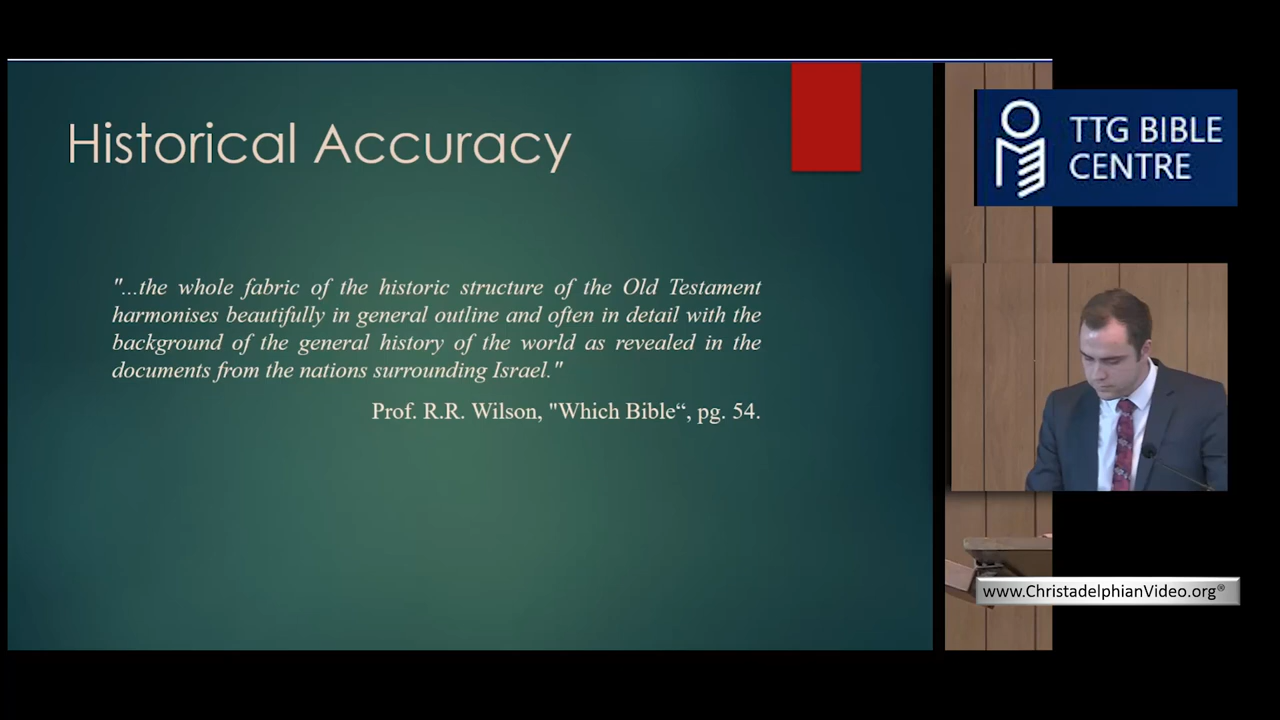 Historical Accuracy
"...the whole fabric of the historic structure of the Old Testament
harmonises beautifully in general outline and often in detail with the
background of the general history of the world as revealed in the
documents from the nations surrounding Israel."
Prof. R.R. Wilson, "Which Bible“, pg. 54.
TTG BIBLE
CENTRE
www.ChristadelphianVideo.org®